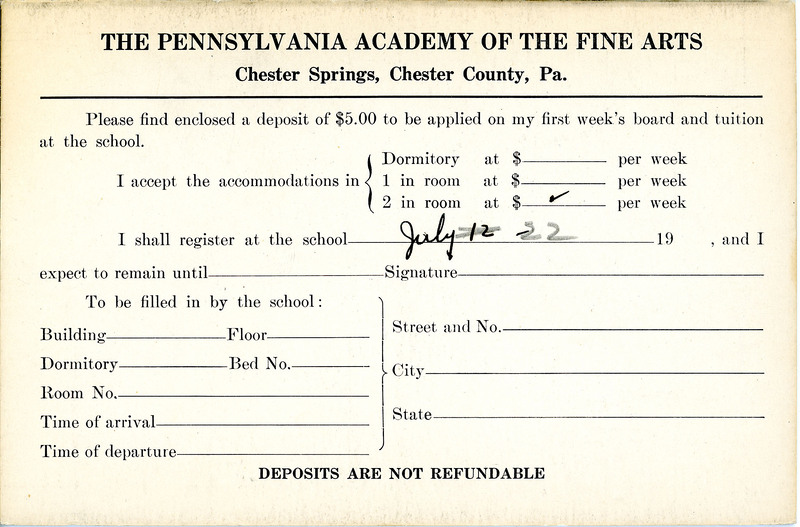 THE PENNSYLVANIA ACADEMY OF THE FINE ARTS
Chester Springs, Chester County, Pa.
Please find enclosed a deposit of $5.00 to be applied on my first week's board and tuition
at the school.
Dormitory at $ per week
I accept the accommodations in { 1 in room at $ per week
2 in room at $ ✓ per week
I shall register at the school July 12 22 19 , and I
expect to remain until Signature
To be filled in by the school:
Building Floor
Dormitory Bed No.
Room No.
Time of arrival
Time of departure
Street and No.
City
State
DEPOSITS ARE NOT REFUNDABLE